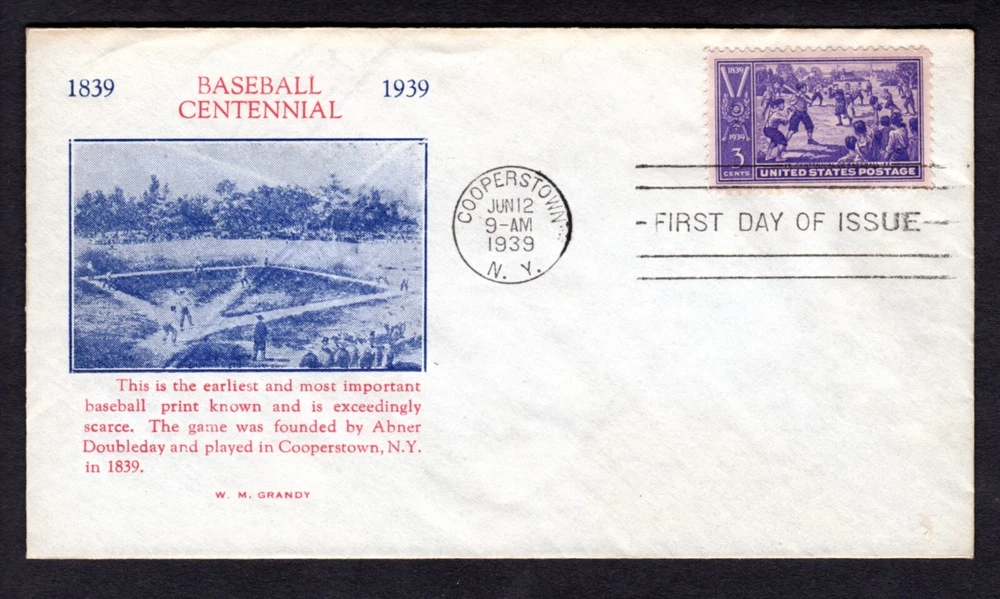 1839
BASEBALL
CENTENNIAL
1939
This is the earliest and most important
baseball print known and is exceedingly
scarce. The game was founded by Abner
Doubleday and played in Cooperstown, N.Y.
in 1839.
W. M. GRANDY
COOPERSTOWN
JUN 12
9-AM
1939
N. Y.
1839
1939
3
CENTS
UNITED STATES POSTAGE
FIRST DAY OF ISSUE